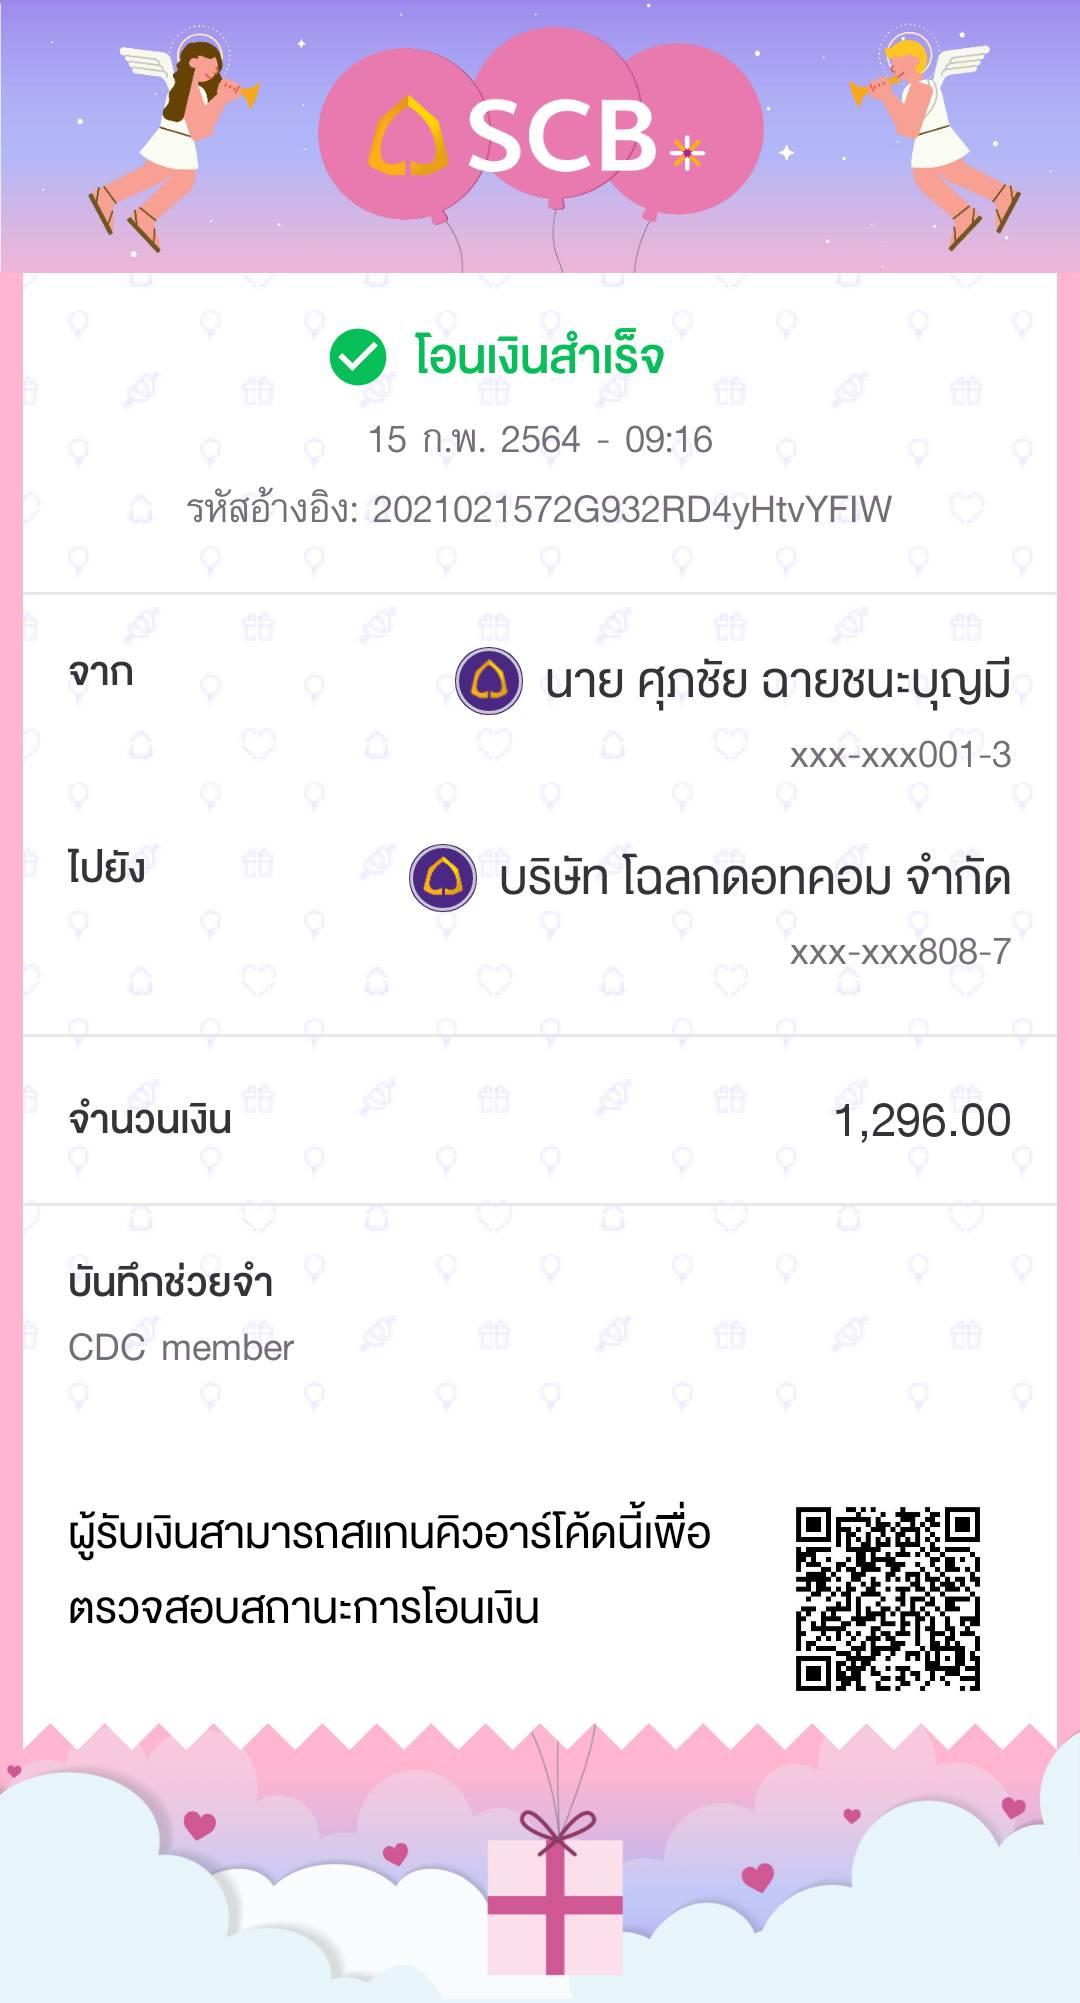 SCB
โอนเงินสำเร็จ
15 ก.พ. 2564 - 09:16
รหัสอ้างอิง: 2021021572G932RD4yHtvYFIW
จาก
นาย ศุภชัย ฉายชนะบุญมี
xxx-xxx001-3
ไปยัง
บริษัท โฉลกดอทคอม จำกัด
xxx-xxx808-7
จำนวนเงิน
1,296.00
บันทึกช่วยจำ
CDC member
ผู้รับเงินสามารถสแกนคิวอาร์โค้ดนี้เพื่อ
ตรวจสอบสถานะการโอนเงิน